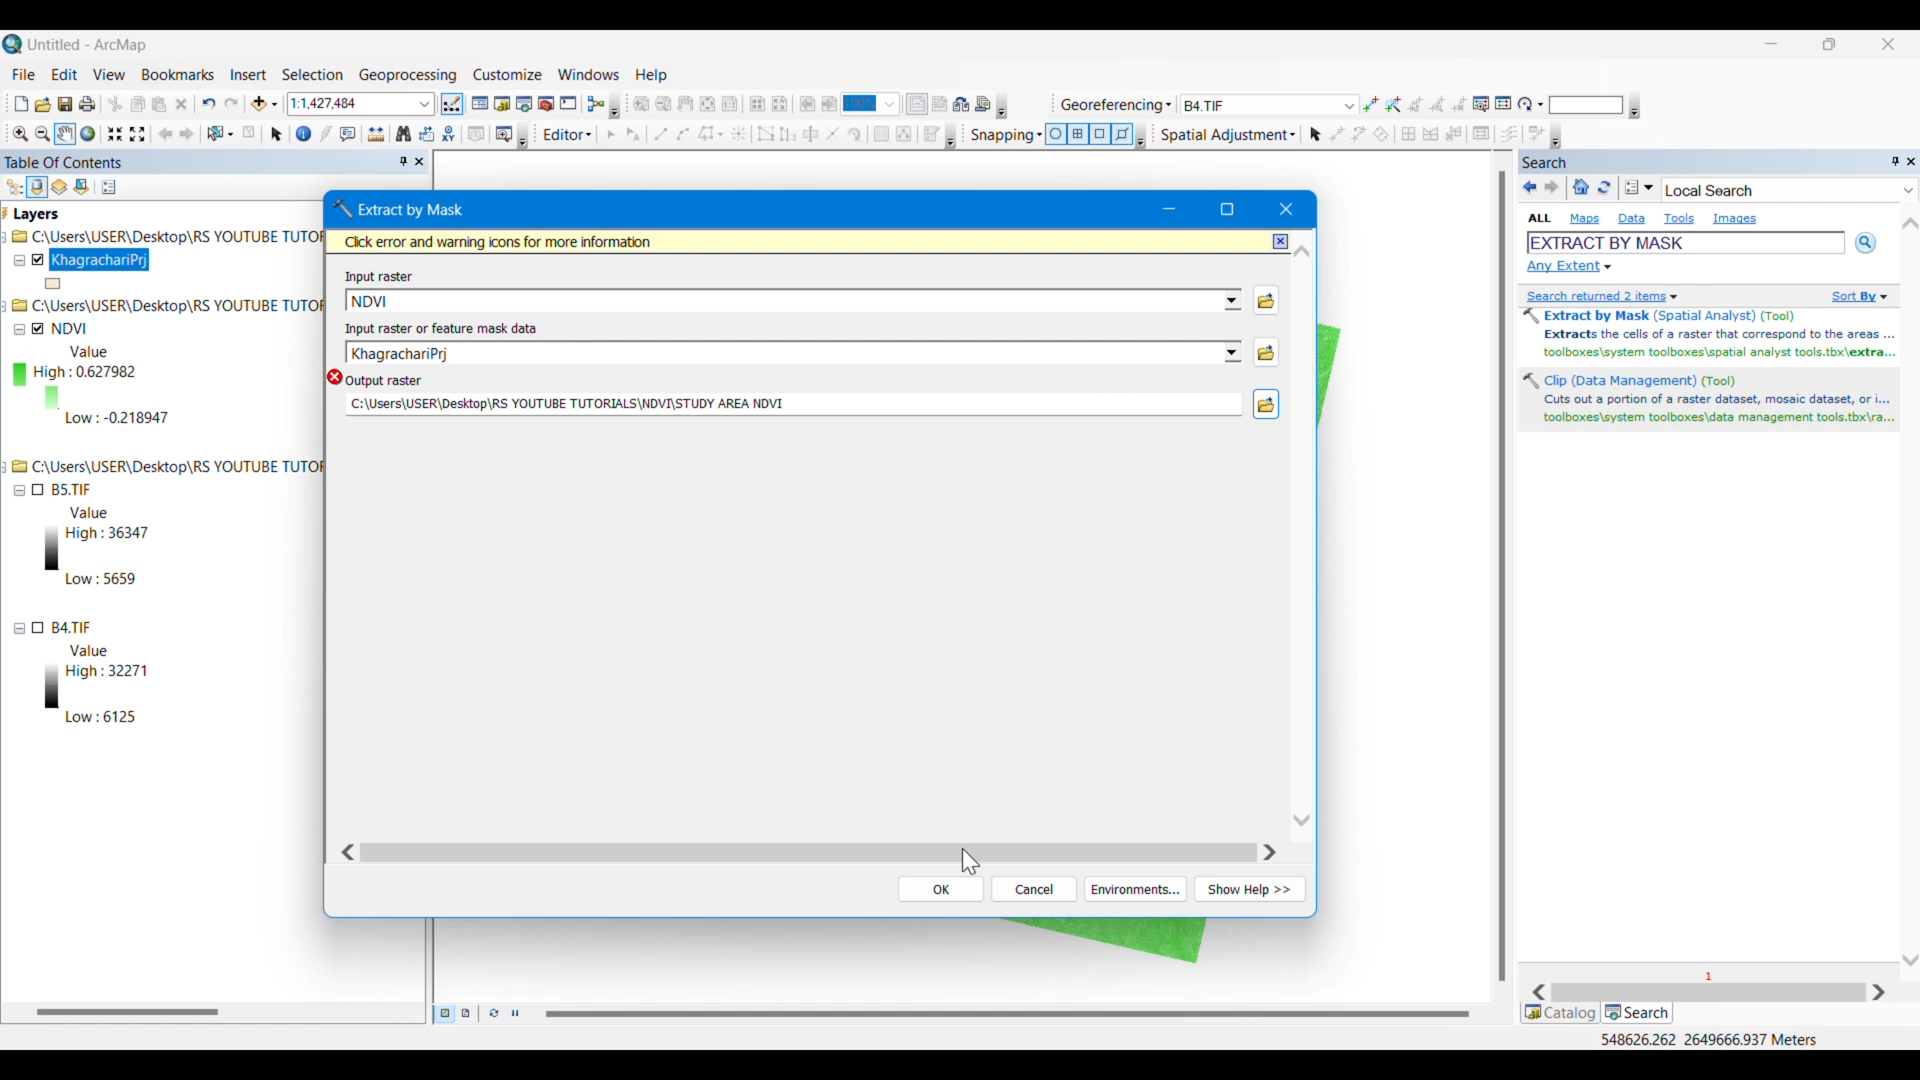 Untitled - ArcMap
File Edit View Bookmarks Insert Selection Geoprocessing Customize Windows Help
1:1,427,484
100%
Georeferencing
B4.TIF
Editor
Snapping
Spatial Adjustment
Table Of Contents
Layers
C:\Users\USER\Desktop\RS YOUTUBE TUTOR
KhagrachariPrj
C:\Users\USER\Desktop\RS YOUTUBE TUTOR
NDVI
Value
High : 0.627982
Low : -0.218947
C:\Users\USER\Desktop\RS YOUTUBE TUTOR
B5.TIF
Value
High : 36347
Low : 5659
B4.TIF
Value
High : 32271
Low : 6125
Extract by Mask
Click error and warning icons for more information
Input raster
NDVI
Input raster or feature mask data
KhagrachariPrj
Output raster
C:\Users\USER\Desktop\RS YOUTUBE TUTORIALS\NDVI\STUDY AREA NDVI
OK
Cancel
Environments...
Show Help >>
Search
Local Search
ALL Maps Data Tools Images
EXTRACT BY MASK
Any Extent
Search returned 2 items
Sort By
Extract by Mask (Spatial Analyst) (Tool)
Extracts the cells of a raster that correspond to the areas ...
toolboxes\system toolboxes\spatial analyst tools.tbx\extra...
Clip (Data Management) (Tool)
Cuts out a portion of a raster dataset, mosaic dataset, or i...
toolboxes\system toolboxes\data management tools.tbx\ra...
1
Catalog
Search
548626.262 2649666.937 Meters